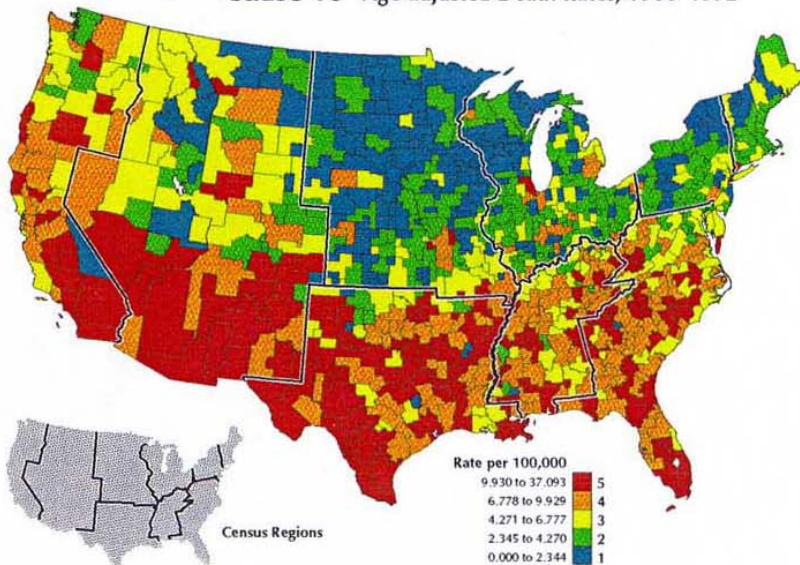 Age-adjusted Death Rates,
Rate per 100,000
9.930 to 37.093 5
6.778 to 9.929 4
4.271 to 6.777 3
2.345 to 4.270 2
0.000 to 2.344 1
Census Regions